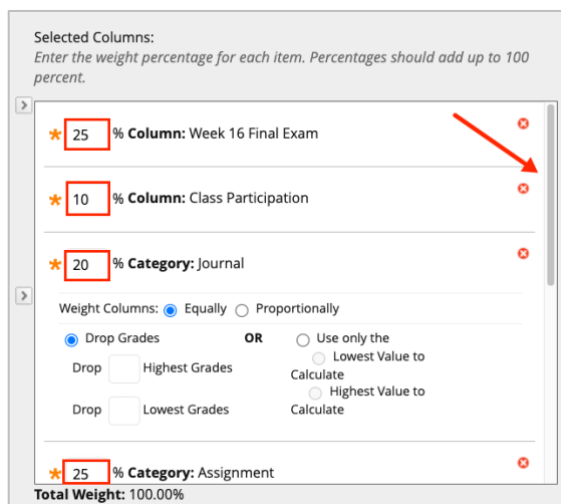 Selected Columns:
Enter the weight percentage for each item. Percentages should add up to 100
percent.
* 25 % Column: Week 16 Final Exam
* 10 % Column: Class Participation
* 20 % Category: Journal
Weight Columns: Equally Proportionally
Drop Grades OR Use only the
Lowest Value to
Drop Highest Grades Calculate
Highest Value to
Drop Lowest Grades Calculate
* 25 % Category: Assignment
Total Weight: 100.00%